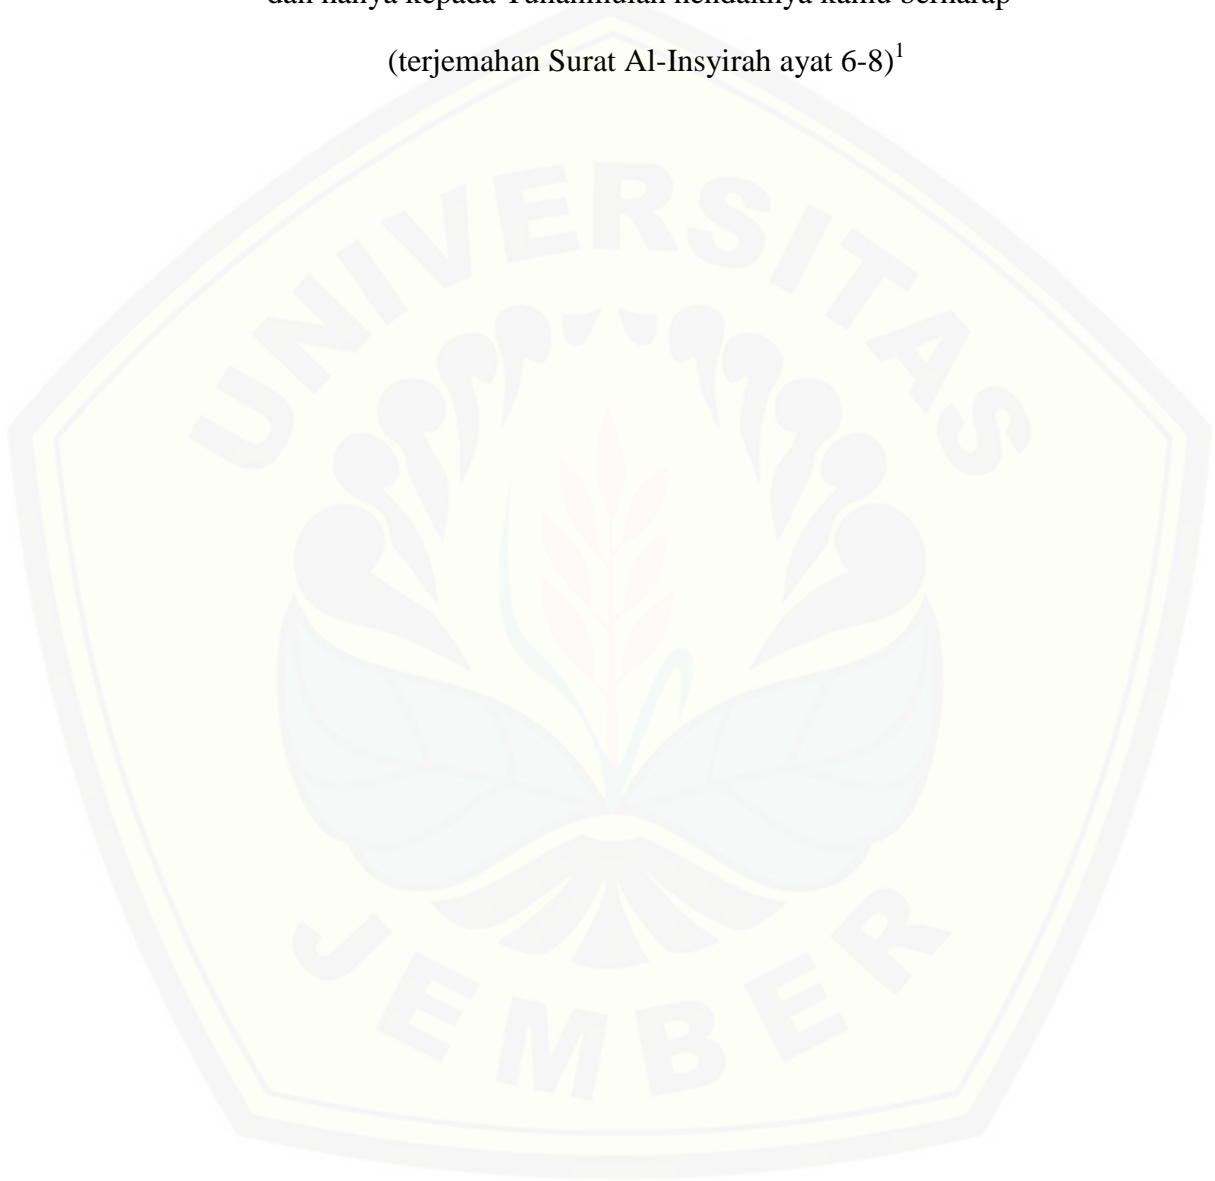 dan hanya kepada Tuhanmulah hendaknya kamu berharap
(terjemahan Surat Al-Insyirah ayat 6-8)¹
UNIVERSITAS
JEMBER